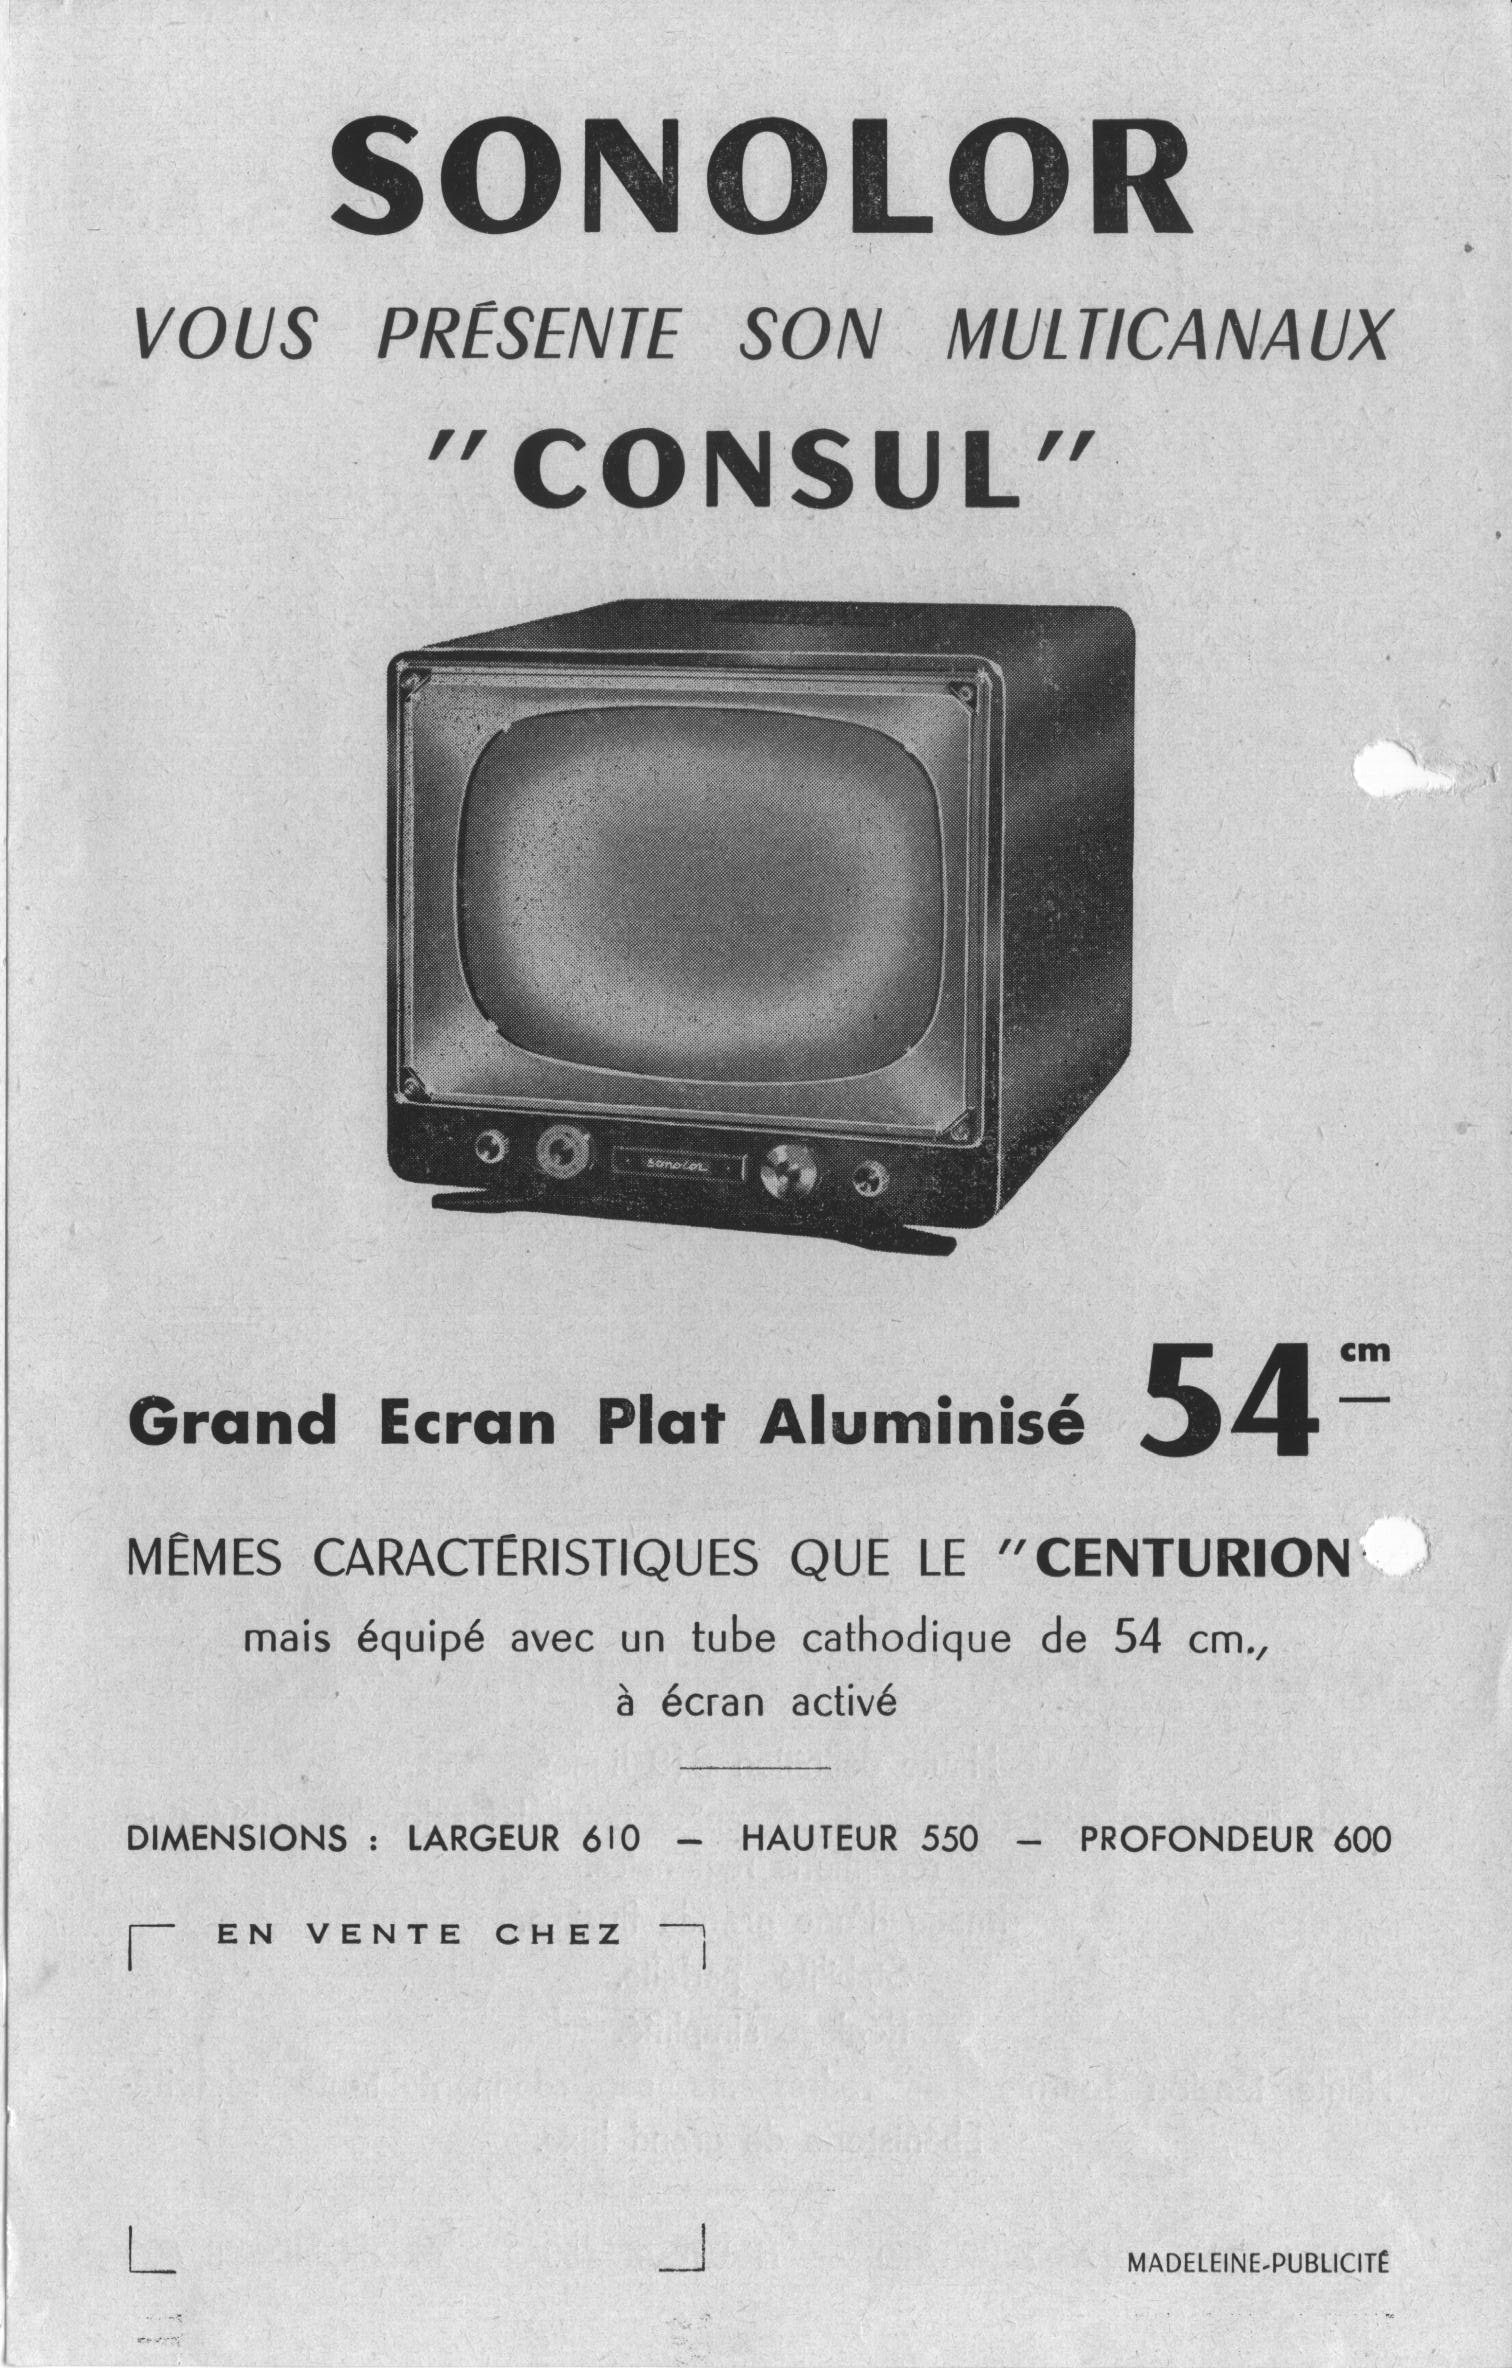 SONOLOR
VOUS PRÉSENTE SON MULTICANAUX
"CONSUL"
sonolor
Grand Ecran Plat Aluminisé 54 cm
MÊMES CARACTÉRISTIQUES QUE LE "CENTURION
mais équipé avec un tube cathodique de 54 cm.,
à écran activé
DIMENSIONS : LARGEUR 610 — HAUTEUR 550 — PROFONDEUR 600
EN VENTE CHEZ
MADELEINE-PUBLICITÉ